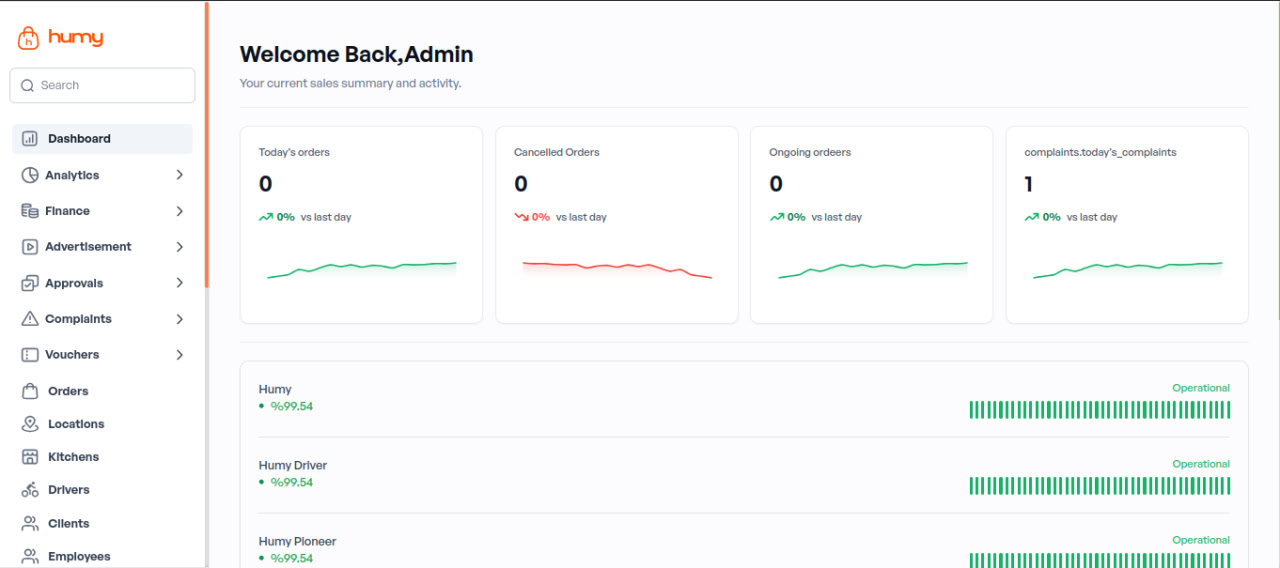 humy
Search
Dashboard
Analytics
Finance
Advertisement
Approvals
Complaints
Vouchers
Orders
Locations
Kitchens
Drivers
Clients
Employees
Welcome Back,Admin
Your current sales summary and activity.
Today's orders
0
0% vs last day
Cancelled Orders
0
0% vs last day
Ongoing ordeers
0
0% vs last day
complaints.today's_complaints
1
0% vs last day
Humy
Operational
%99.54
Humy Driver
Operational
%99.54
Humy Pioneer
Operational
%99.54